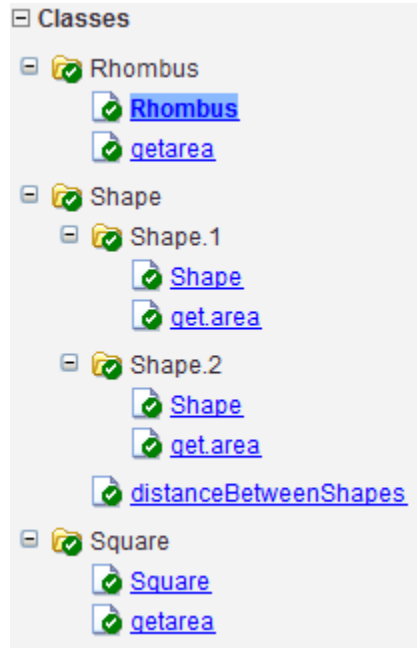 Classes
Rhombus
Rhombus
getarea
Shape
Shape.1
Shape
get.area
Shape.2
Shape
get.area
distanceBetweenShapes
Square
Square
getarea